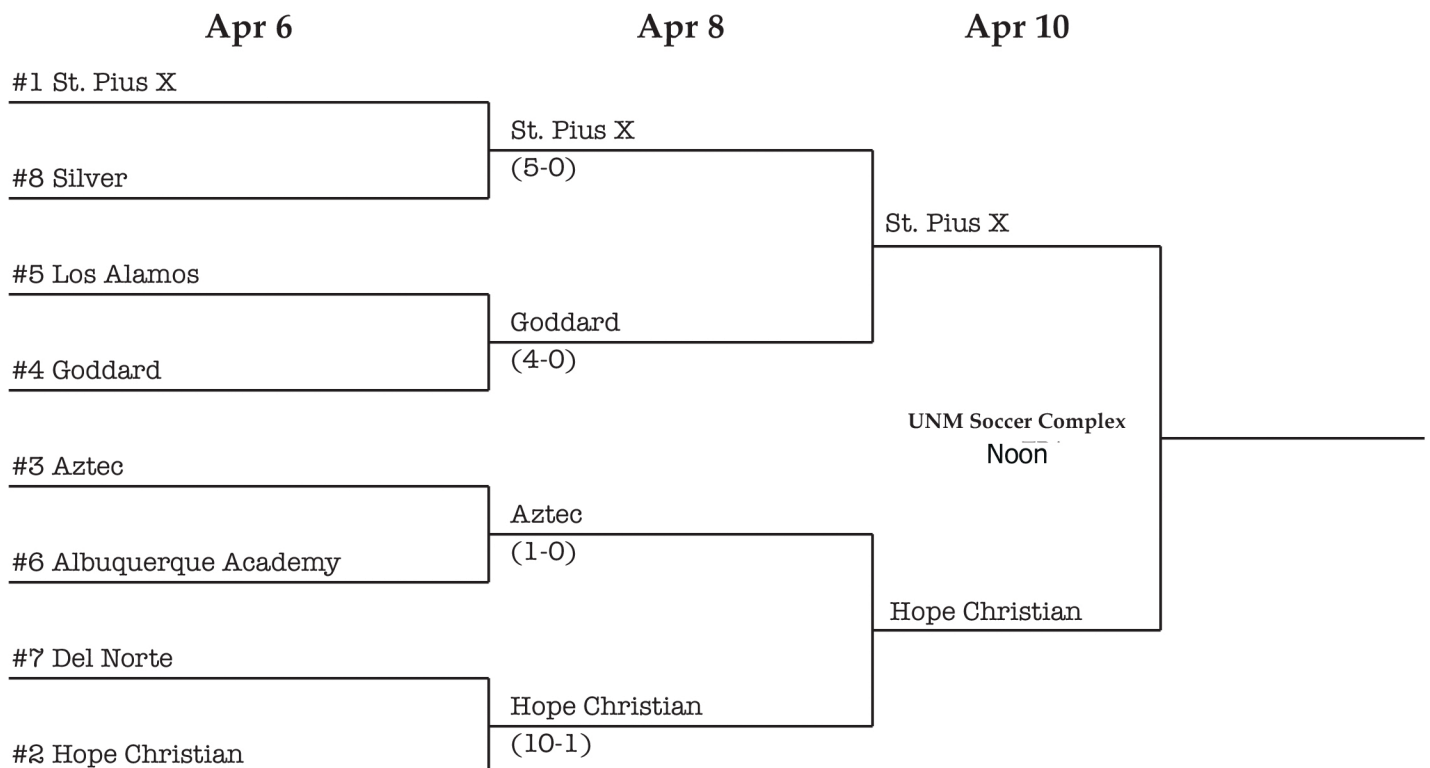 Apr 6
Apr 8
Apr 10
#1 St. Pius X
#8 Silver
#5 Los Alamos
#4 Goddard
#3 Aztec
#6 Albuquerque Academy
#7 Del Norte
#2 Hope Christian
St. Pius X
(5-0)
Goddard
(4-0)
Aztec
(1-0)
Hope Christian
(10-1)
St. Pius X
UNM Soccer Complex
Noon
Hope Christian